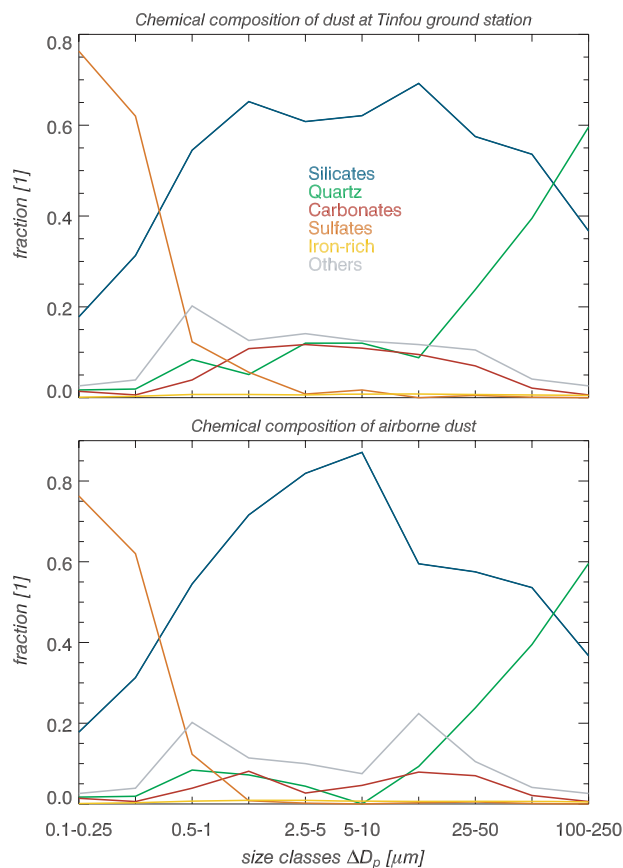 Chemical composition of dust at Tinfou ground station
0.8
0.6
0.4
0.2
0.0
fraction [1]
Silicates
Quartz
Carbonates
Sulfates
Iron-rich
Others
Chemical composition of airborne dust
0.8
0.6
0.4
0.2
0.0
fraction [1]
0.1-0.25 0.5-1 2.5-5 5-10 25-50 100-250
size classes ΔDp [μm]